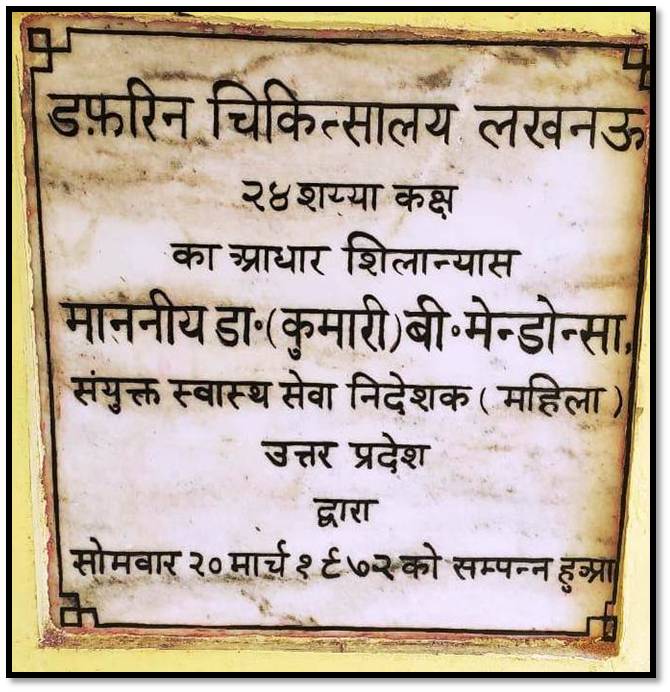 डफ़रिन चिकित्सालय लखनऊ
२४ शय्या कक्ष
का आधार शिलान्यास
माननीय डा॰ (कुमारी) बी॰ मेन्डोन्सा,
संयुक्त स्वास्थ सेवा निदेशक ( महिला )
उत्तर प्रदेश
द्वारा
सोमवार २० मार्च १९७२ को सम्पन्न हुआ